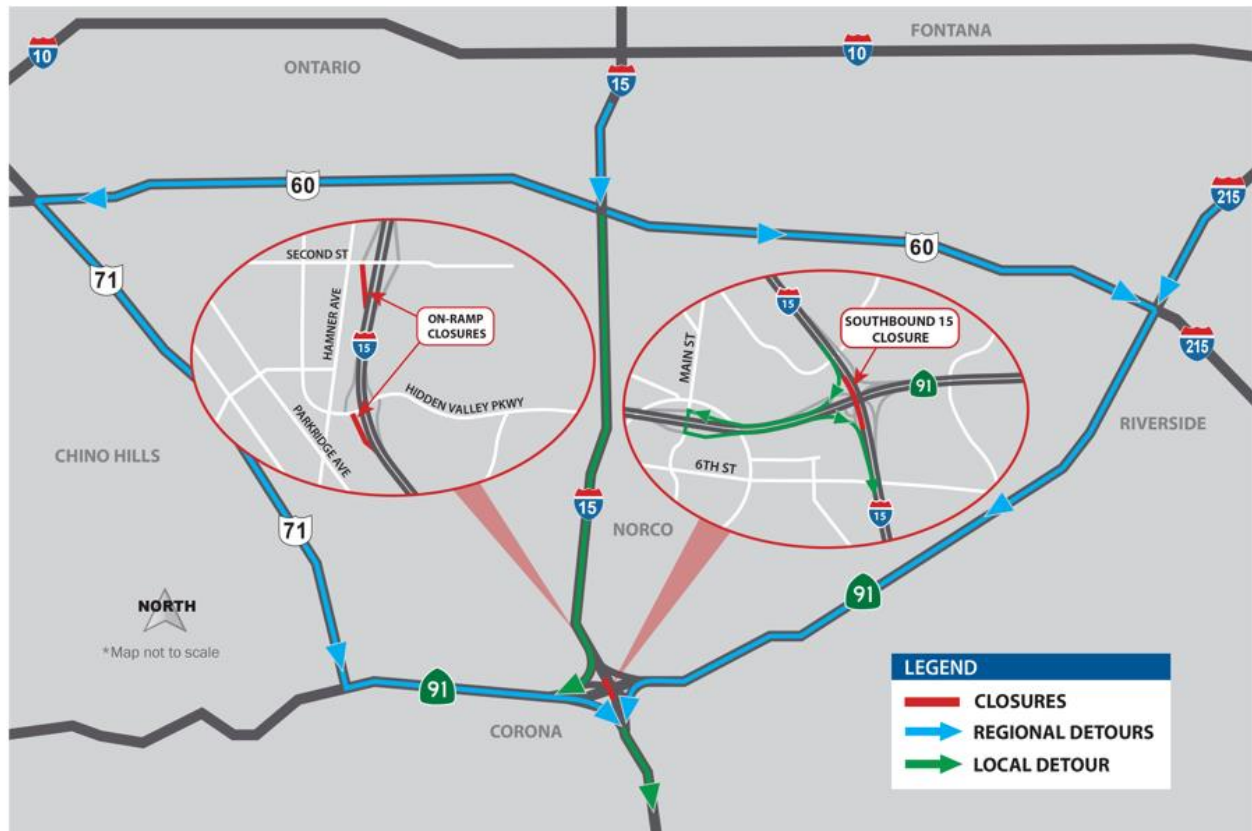 FONTANA
10
10
ONTARIO
15
60
215
60
71
SECOND ST
HAMNER AVE
ON-RAMP
CLOSURES
15
HIDDEN VALLEY PKWY
PARKRIDGE AVE
15
SOUTHBOUND 15
CLOSURE
MAIN ST
91
6TH ST
15
215
RIVERSIDE
CHINO HILLS
71
15
NORCO
91
NORTH
*Map not to scale
91
CORONA
LEGEND
CLOSURES
REGIONAL DETOURS
LOCAL DETOUR